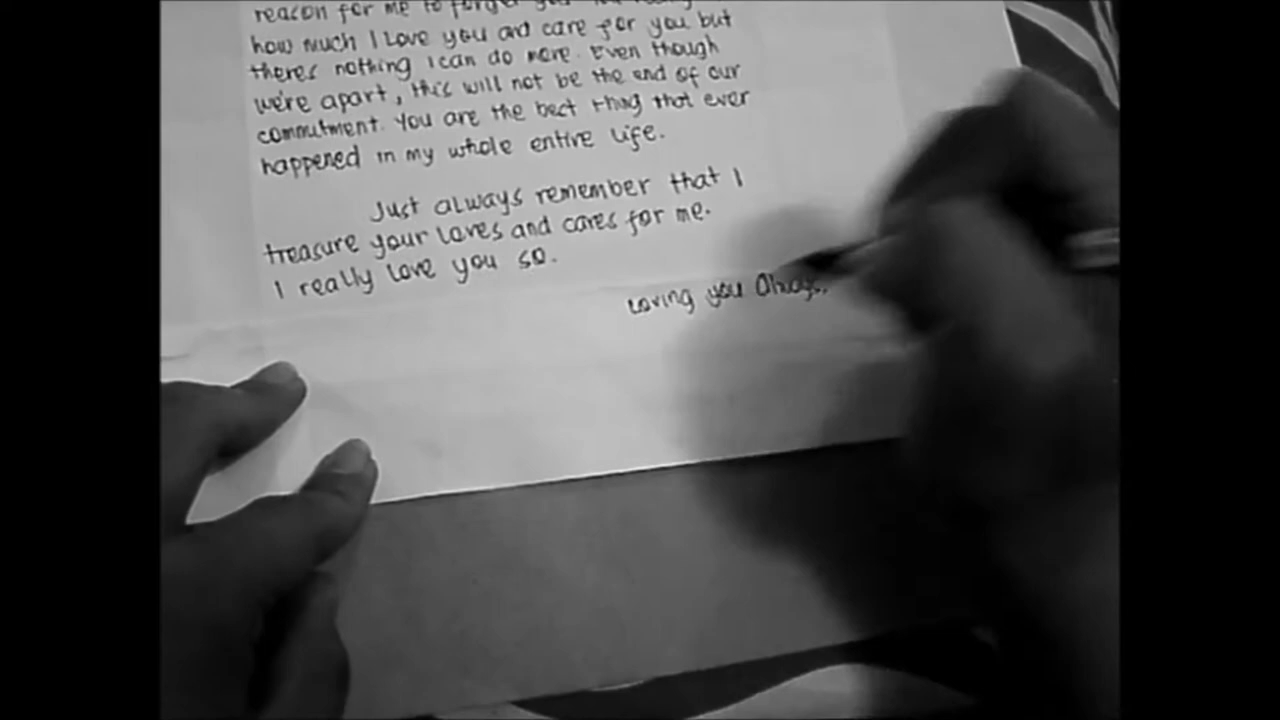 reason for me to forget you
how much I love you and care for you but
theres nothing I can do more. Even though
we're apart, this will not be the end of our
commitment. You are the best thing that ever
happened in my whole entire life.
Just always remember that I
treasure your loves and cares for me.
I really love you so.
Loving you Always,